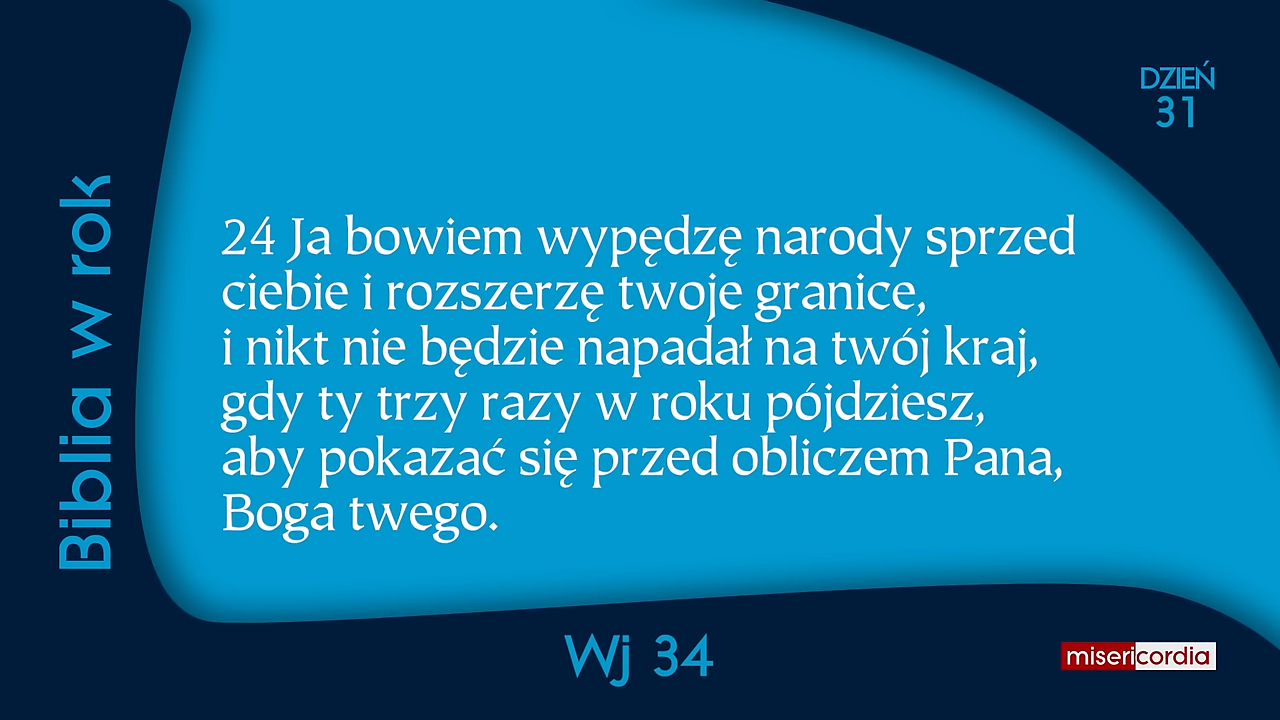 DZIEŃ
31
Biblia w rok
24 Ja bowiem wypędzę narody sprzed
ciebie i rozszerzę twoje granice,
i nikt nie będzie napadał na twój kraj,
gdy ty trzy razy w roku pójdziesz,
aby pokazać się przed obliczem Pana,
Boga twego.
Wj 34
misericordia